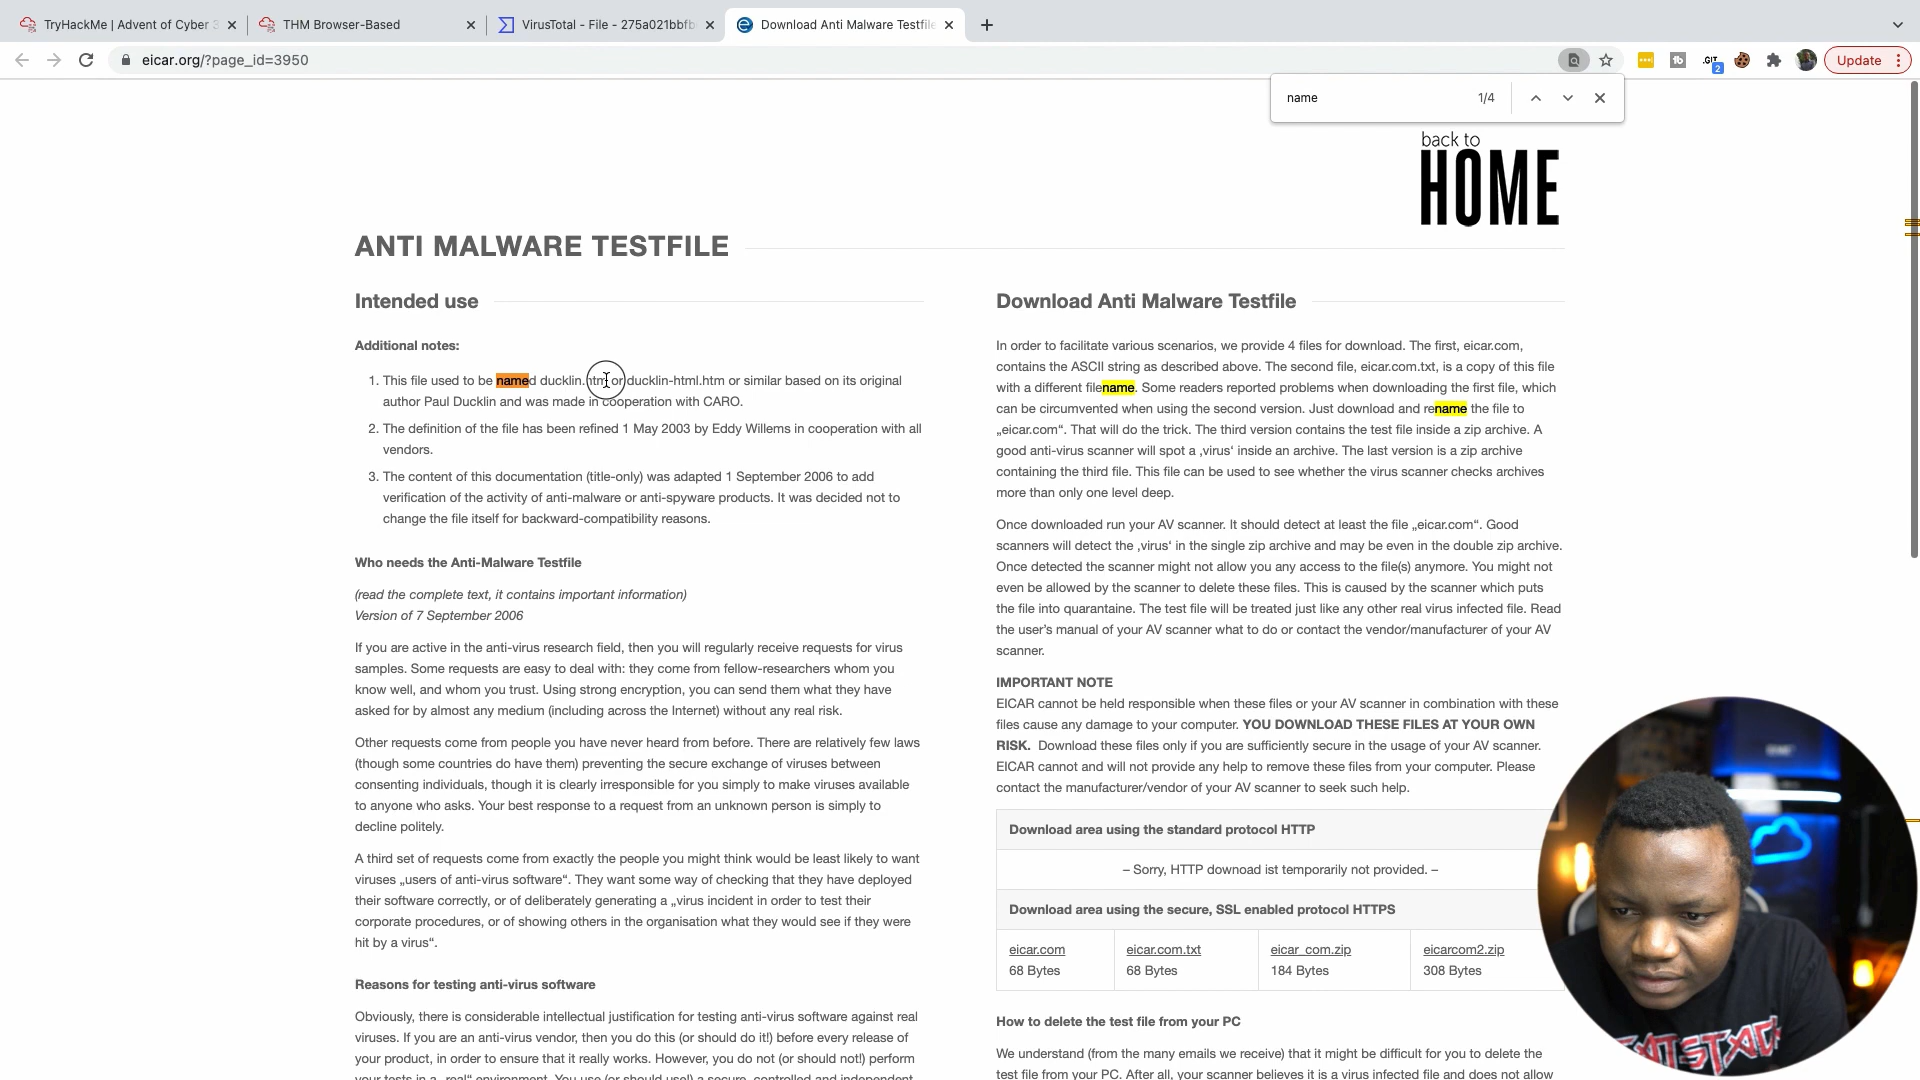 TryHackMe | Advent of Cyber 3
THM Browser-Based
VirusTotal - File - 275a021bbfb
Download Anti Malware Testfile
eicar.org/?page_id=3950
Update
name 1/4
back to
HOME
ANTI MALWARE TESTFILE
Intended use
Additional notes:
1. This file used to be named ducklin.htm or ducklin-html.htm or similar based on its original
author Paul Ducklin and was made in cooperation with CARO.
2. The definition of the file has been refined 1 May 2003 by Eddy Willems in cooperation with all
vendors.
3. The content of this documentation (title-only) was adapted 1 September 2006 to add
verification of the activity of anti-malware or anti-spyware products. It was decided not to
change the file itself for backward-compatibility reasons.
Who needs the Anti-Malware Testfile
(read the complete text, it contains important information)
Version of 7 September 2006
If you are active in the anti-virus research field, then you will regularly receive requests for virus
samples. Some requests are easy to deal with: they come from fellow-researchers whom you
know well, and whom you trust. Using strong encryption, you can send them what they have
asked for by almost any medium (including across the Internet) without any real risk.
Other requests come from people you have never heard from before. There are relatively few laws
(though some countries do have them) preventing the secure exchange of viruses between
consenting individuals, though it is clearly irresponsible for you simply to make viruses available
to anyone who asks. Your best response to a request from an unknown person is simply to
decline politely.
A third set of requests come from exactly the people you might think would be least likely to want
viruses „users of anti-virus software“. They want some way of checking that they have deployed
their software correctly, or of deliberately generating a „virus incident in order to test their
corporate procedures, or of showing others in the organisation what they would see if they were
hit by a virus“.
Reasons for testing anti-virus software
Obviously, there is considerable intellectual justification for testing anti-virus software against real
viruses. If you are an anti-virus vendor, then you do this (or should do it!) before every release of
your product, in order to ensure that it really works. However, you do not (or should not!) perform
your tests in a „real“ environment. You use (or should use!) a secure, controlled and independent
Download Anti Malware Testfile
In order to facilitate various scenarios, we provide 4 files for download. The first, eicar.com,
contains the ASCII string as described above. The second file, eicar.com.txt, is a copy of this file
with a different filename. Some readers reported problems when downloading the first file, which
can be circumvented when using the second version. Just download and rename the file to
„eicar.com“. That will do the trick. The third version contains the test file inside a zip archive. A
good anti-virus scanner will spot a ‚virus‘ inside an archive. The last version is a zip archive
containing the third file. This file can be used to see whether the virus scanner checks archives
more than only one level deep.
Once downloaded run your AV scanner. It should detect at least the file „eicar.com“. Good
scanners will detect the ‚virus‘ in the single zip archive and may be even in the double zip archive.
Once detected the scanner might not allow you any access to the file(s) anymore. You might not
even be allowed by the scanner to delete these files. This is caused by the scanner which puts
the file into quarantaine. The test file will be treated just like any other real virus infected file. Read
the user’s manual of your AV scanner what to do or contact the vendor/manufacturer of your AV
scanner.
IMPORTANT NOTE
EICAR cannot be held responsible when these files or your AV scanner in combination with these
files cause any damage to your computer. YOU DOWNLOAD THESE FILES AT YOUR OWN
RISK. Download these files only if you are sufficiently secure in the usage of your AV scanner.
EICAR cannot and will not provide any help to remove these files from your computer. Please
contact the manufacturer/vendor of your AV scanner to seek such help.
Download area using the standard protocol HTTP
– Sorry, HTTP downoad ist temporarily not provided. –
Download area using the secure, SSL enabled protocol HTTPS
eicar.com eicar.com.txt eicar_com.zip eicarcom2.zip
68 Bytes 68 Bytes 184 Bytes 308 Bytes
How to delete the test file from your PC
We understand (from the many emails we receive) that it might be difficult for you to delete the
test file from your PC. After all, your scanner believes it is a virus infected file and does not allow